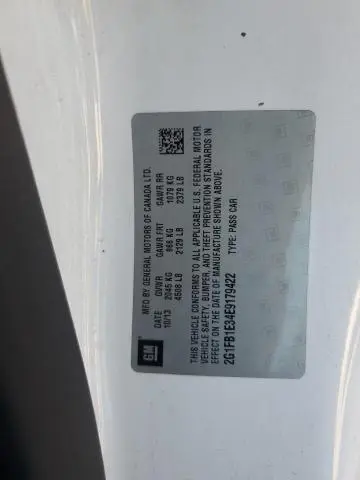 GM
MFD BY GENERAL MOTORS OF CANADA LTD.
DATE GVWR GAWR FRT GAWR RR
10/13 2045 KG 966 KG 1079 KG
4508 LB 2129 LB 2379 LB
THIS VEHICLE CONFORMS TO ALL APPLICABLE U.S. FEDERAL MOTOR
VEHICLE SAFETY, BUMPER, AND THEFT PREVENTION STANDARDS IN
EFFECT ON THE DATE OF MANUFACTURE SHOWN ABOVE.
2G1FB1E34E9179422 TYPE: PASS CAR